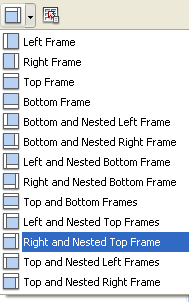 Left Frame
Right Frame
Top Frame
Bottom Frame
Bottom and Nested Left Frame
Bottom and Nested Right Frame
Left and Nested Bottom Frame
Right and Nested Bottom Frame
Top and Bottom Frames
Left and Nested Top Frames
Right and Nested Top Frame
Top and Nested Left Frames
Top and Nested Right Frame